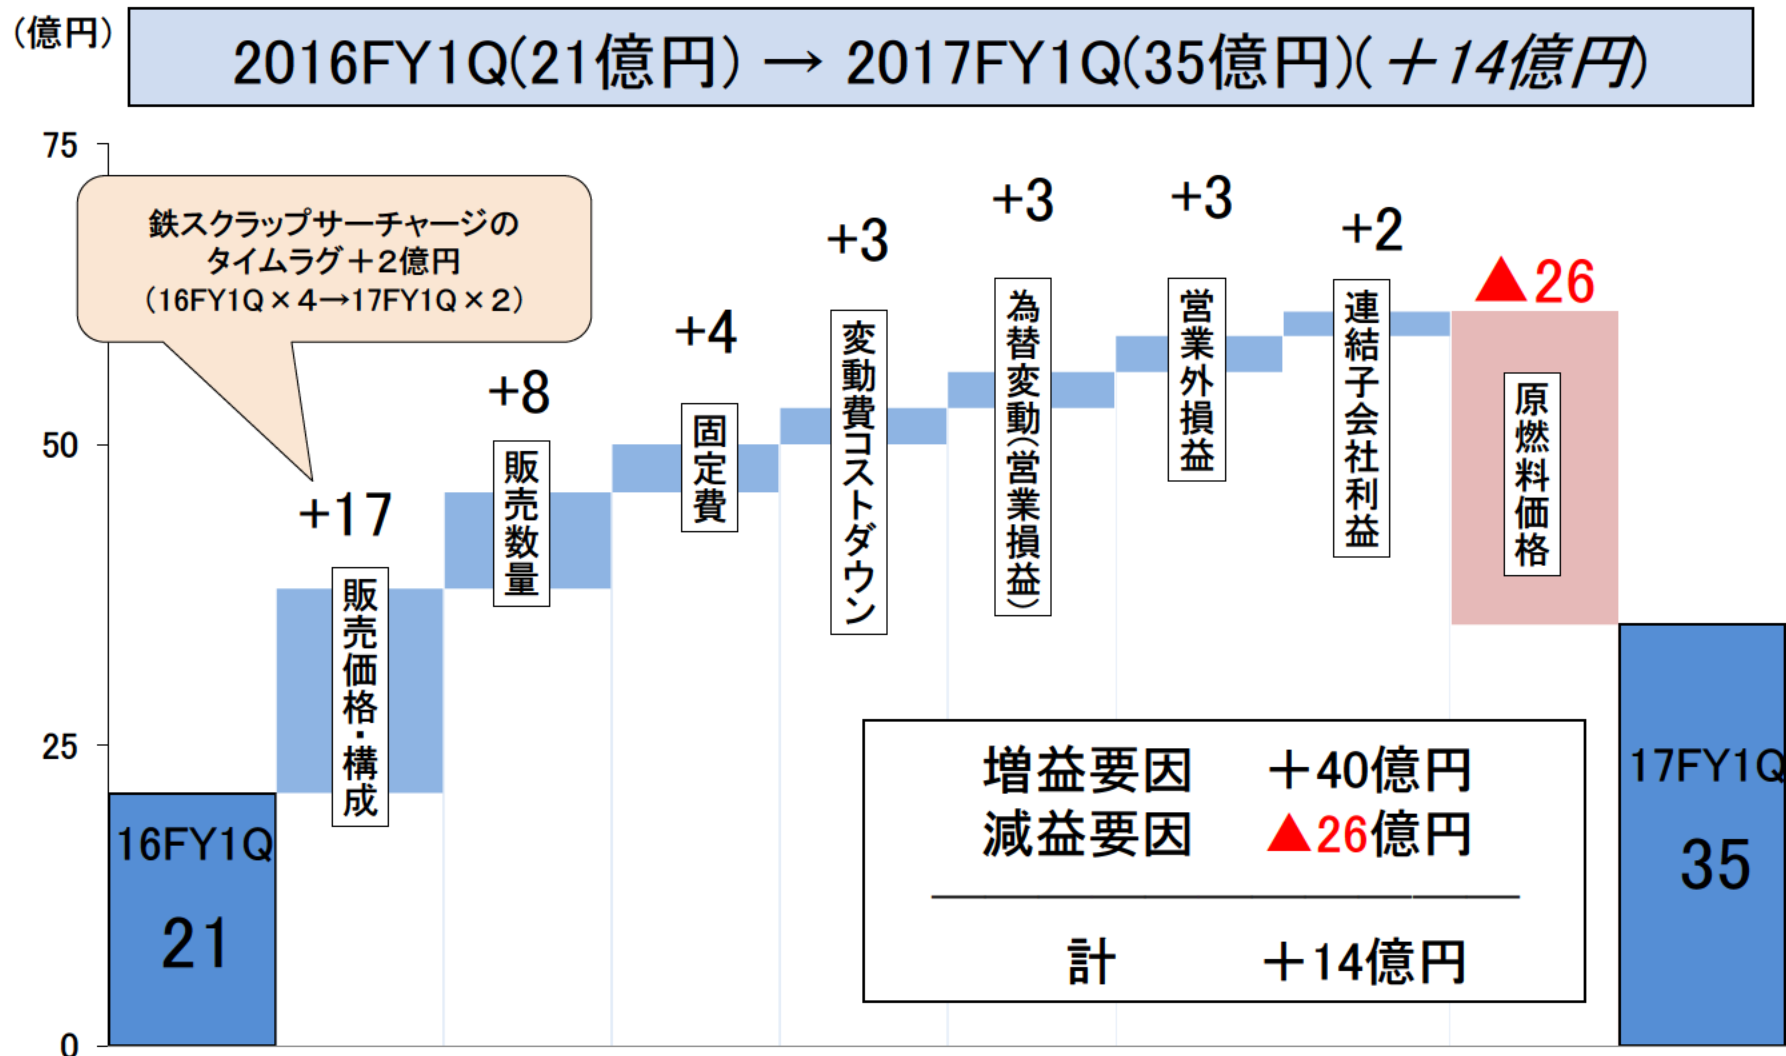 (億円)
2016FY1Q(21億円) → 2017FY1Q(35億円)(＋14億円)
75
50
25
0
鉄スクラップサーチャージの
タイムラグ＋2億円
(16FY1Q×4→17FY1Q×2)
16FY1Q
21
+17
販売価格・構成
+8
販売数量
+4
固定費
+3
変動費コストダウン
+3
為替変動(営業損益)
+3
営業外損益
+2
連結子会社利益
▲26
原燃料価格
17FY1Q
35
増益要因 ＋40億円
減益要因 ▲26億円
計 ＋14億円